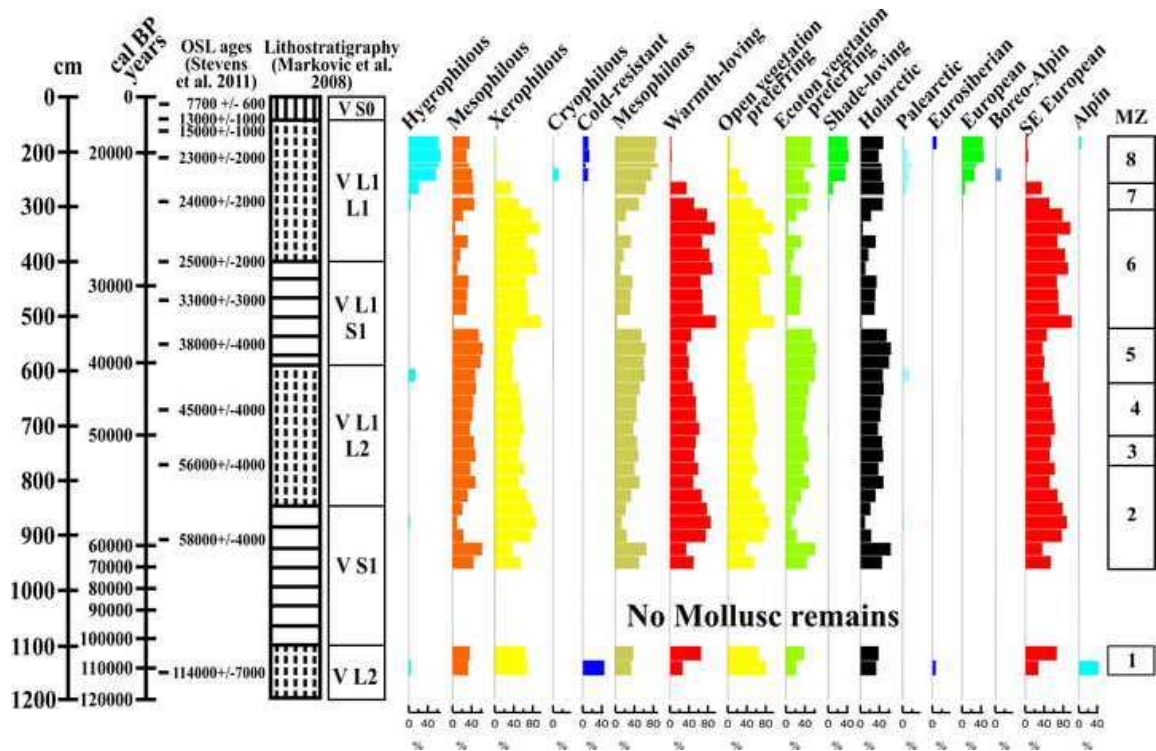 cm
cal BP
years
OSL ages
(Stevens
et al. 2011)
Lithostratigraphy
(Markovic et al.
2008)
Hygrophilous
Mesophilous
Xerophilous
Cryophilous
Cold-resistant
Mesophilous
Warmth-loving
Open vegetation
preferring
Ecoton vegetation
preferring
Shade-loving
Holarctic
Palearctic
Eurosiberian
European
Boreo-Alpin
SE European
Alpin
MZ
0
100
200
300
400
500
600
700
800
900
1000
1100
1200
0
20000
30000
40000
50000
60000
70000
80000
90000
100000
110000
120000
7700 +/- 600
13000+/-1000
15000+/-1000
23000+/-2000
24000+/-2000
25000+/-2000
33000+/-3000
38000+/-4000
45000+/-4000
56000+/-4000
58000+/-4000
114000+/-7000
V S0
V L1
L1
V L1
S1
V L1
L2
V S1
V L2
No Mollusc remains
8
7
6
5
4
3
2
1
0 40
0 40
0 40 80
0
0 40
0 40 80
0 40 80
0 40 80
0 40
0 40
0 40
0
0
0 40
0
0 40 80
0 40
% % % % % % % % % % % % % % % % %